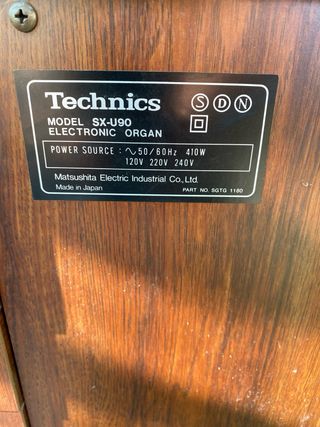 Technics
S D N
MODEL SX-U90
ELECTRONIC ORGAN
POWER SOURCE : ∿50/60Hz 410W
120V 220V 240V
Matsushita Electric Industrial Co., Ltd.
Made in Japan
PART NO. SGTG 1180